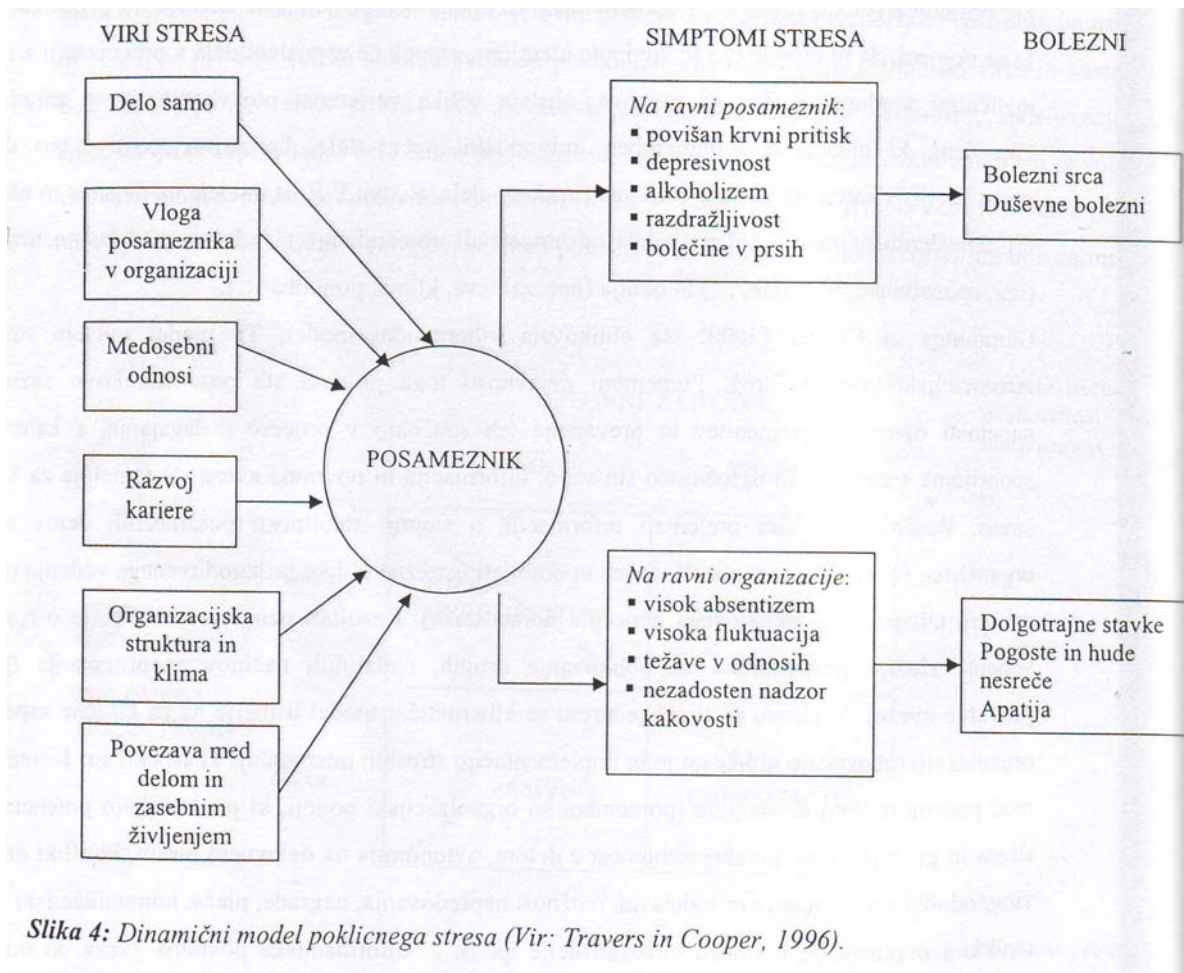 VIRI STRESA
SIMPTOMI STRESA
BOLEZNI
Delo samo
Vloga
posameznika
v organizaciji
Medosebni
odnosi
Razvoj
kariere
Organizacijska
struktura in
klima
Povezava med
delom in
zasebnim
življenjem
POSAMEZNIK
Na ravni posameznika:
▪ povišan krvni pritisk
▪ depresivnost
▪ alkoholizem
▪ razdražljivost
▪ bolečine v prsih
Bolezni srca
Duševne bolezni
Na ravni organizacije:
▪ visok absentizem
▪ visoka fluktuacija
▪ težave v odnosih
▪ nezadosten nadzor
kakovosti
Dolgotrajne stavke
Pogoste in hude
nesreče
Apatija
Slika 4: Dinamični model poklicnega stresa (Vir: Travers in Cooper, 1996).